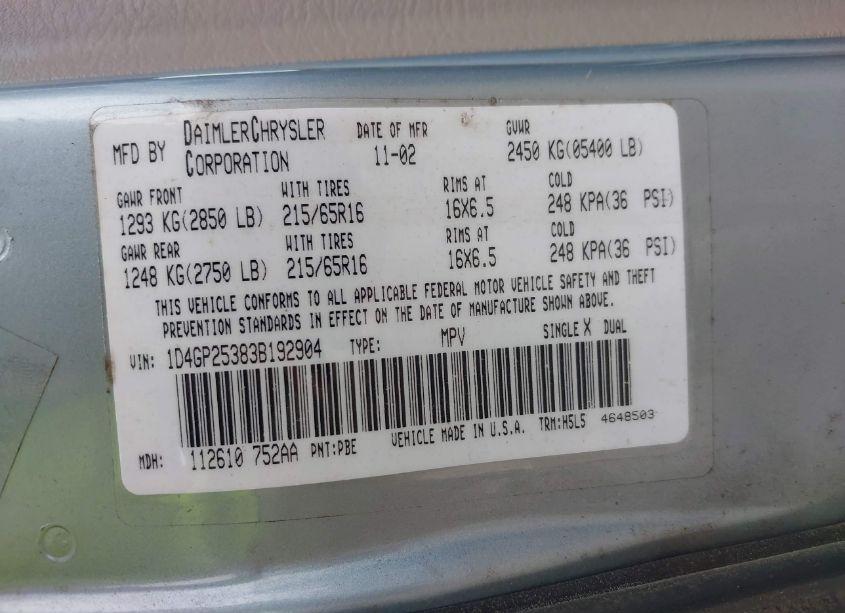 MFD BY DAIMLERCHRYSLER CORPORATION DATE OF MFR 11-02 GVWR 2450 KG(05400 LB)
GAWR FRONT WITH TIRES RIMS AT COLD
1293 KG(2850 LB) 215/65R16 16X6.5 248 KPA(36 PSI)
GAWR REAR WITH TIRES RIMS AT COLD
1248 KG(2750 LB) 215/65R16 16X6.5 248 KPA(36 PSI)
THIS VEHICLE CONFORMS TO ALL APPLICABLE FEDERAL MOTOR VEHICLE SAFETY AND THEFT
PREVENTION STANDARDS IN EFFECT ON THE DATE OF MANUFACTURE SHOWN ABOVE.
VIN: 1D4GP25383B192904 TYPE: MPV SINGLE X DUAL
MDH: 112610 752AA PNT:PBE VEHICLE MADE IN U.S.A. TRM:H5L5 4648503